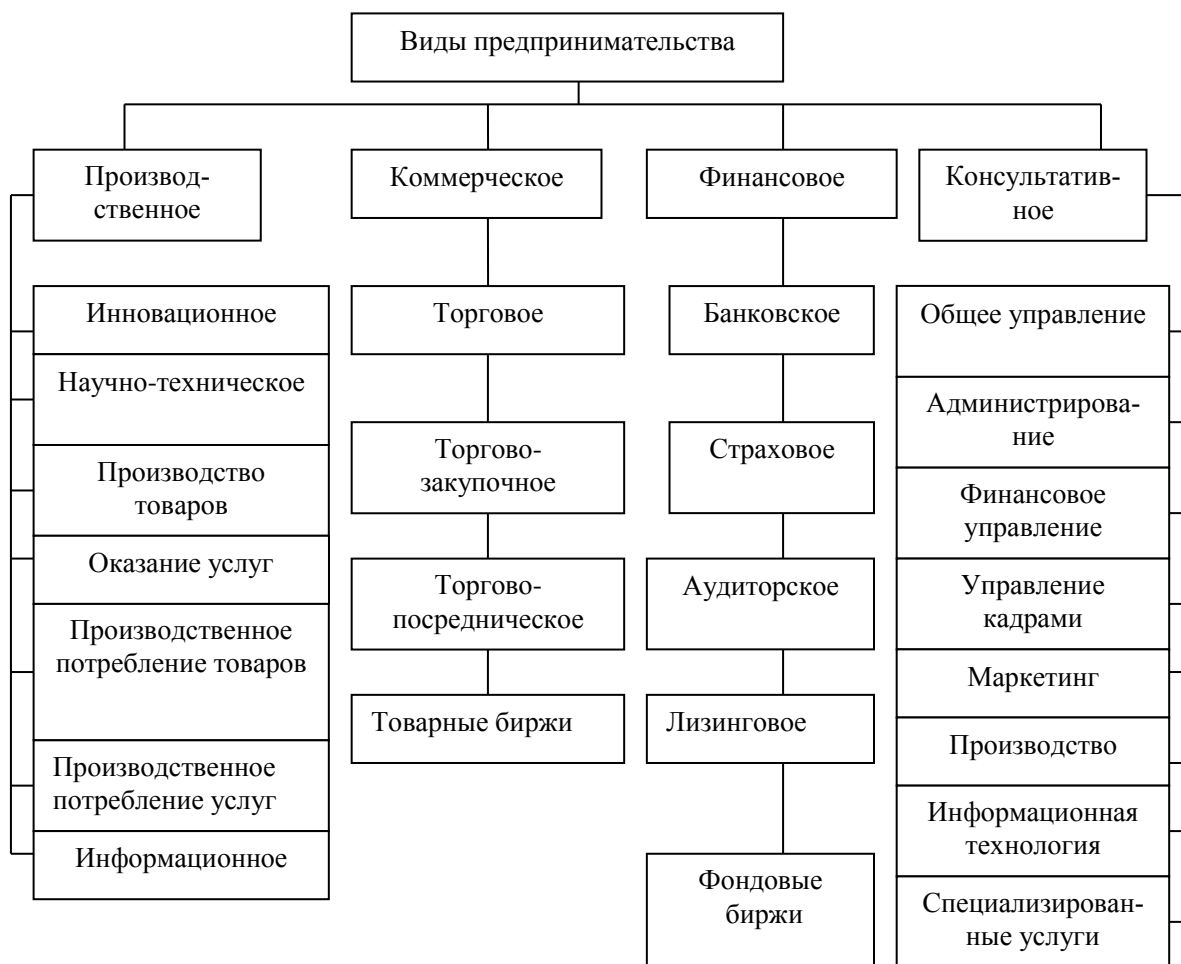 Виды предпринимательства
Производ-
ственное
Коммерческое
Финансовое
Консультатив-
ное
Инновационное
Научно-техническое
Производство
товаров
Оказание услуг
Производственное
потребление товаров
Производственное
потребление услуг
Информационное
Торговое
Торгово-
закупочное
Торгово-
посредническое
Товарные биржи
Банковское
Страховое
Аудиторское
Лизинговое
Фондовые
биржи
Общее управление
Администрирова-
ние
Финансовое
управление
Управление
кадрами
Маркетинг
Производство
Информационная
технология
Специализирован-
ные услуги